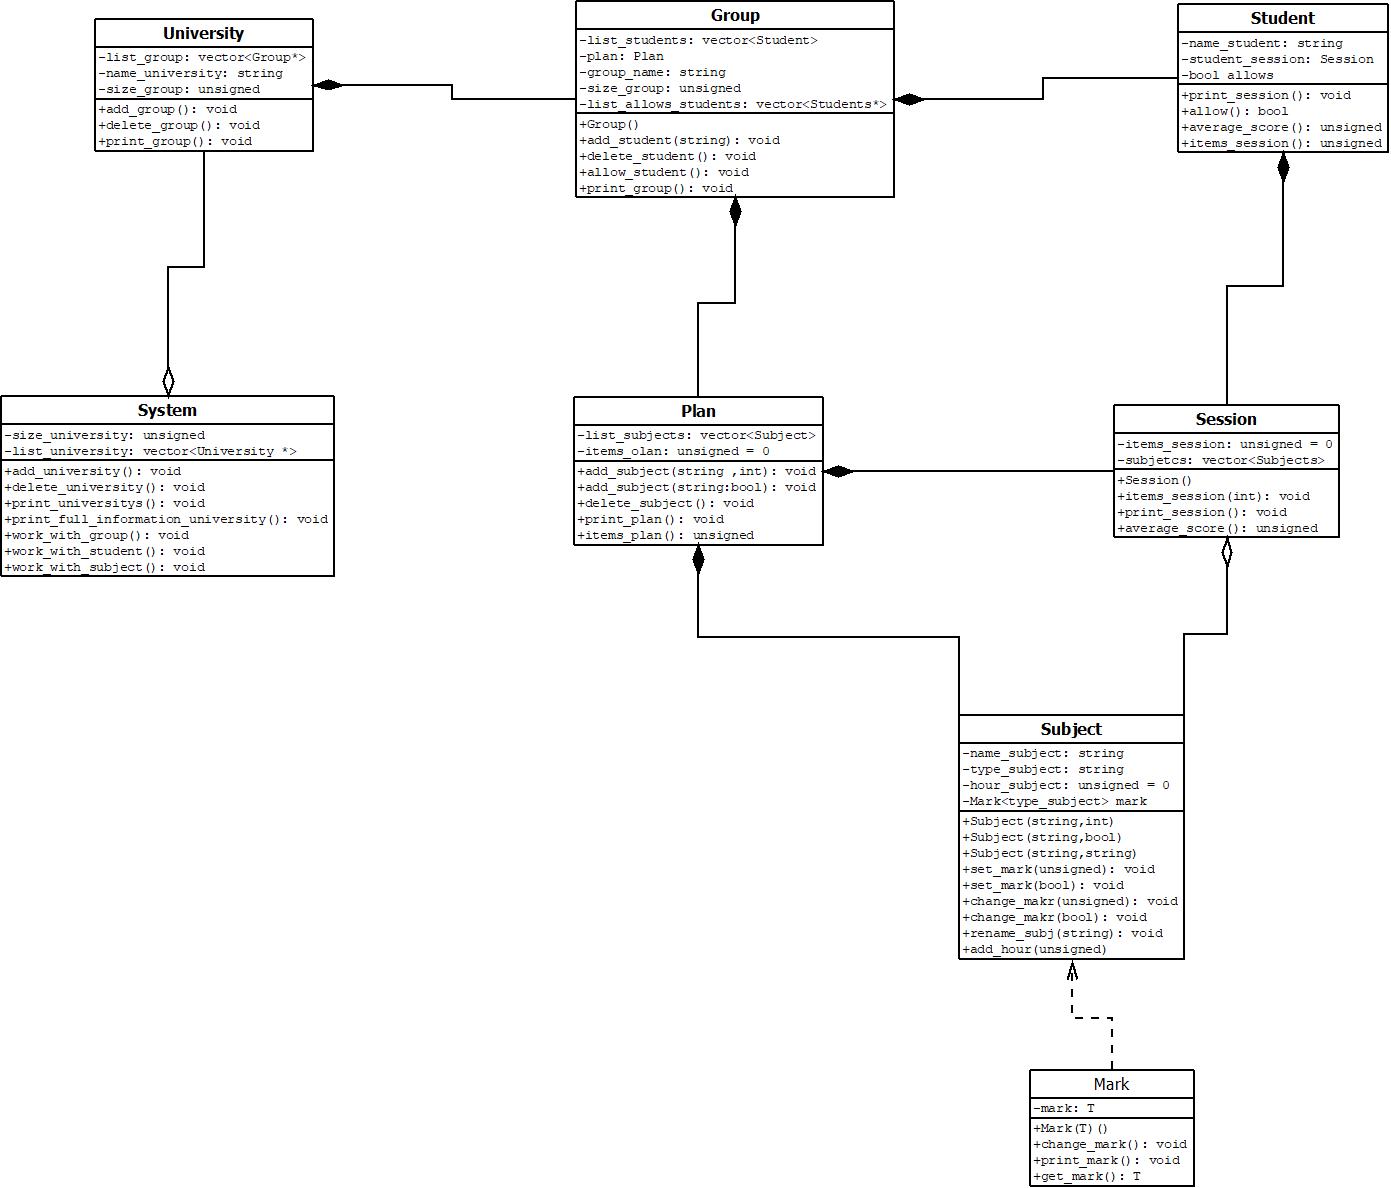 University
-list_group: vector<Group*>
-name_university: string
-size_group: unsigned
+add_group(): void
+delete_group(): void
+print_group(): void
Group
-list_students: vector<Student>
-plan: Plan
-group_name: string
-size_group: unsigned
-list_allows_students: vector<Students*>
+Group()
+add_student(string): void
+delete_student(): void
+allow_student(): void
+print_group(): void
Student
-name_student: string
-student_session: Session
-bool allows
+print_session(): void
+allow(): bool
+average_score(): unsigned
+items_session(): unsigned
System
-size_university: unsigned
-list_university: vector<University *>
+add_university(): void
+delete_university(): void
+print_universitys(): void
+print_full_information_university(): void
+work_with_group(): void
+work_with_student(): void
+work_with_subject(): void
Plan
-list_subjects: vector<Subject>
-items_olan: unsigned = 0
+add_subject(string ,int): void
+add_subject(string:bool): void
+delete_subject(): void
+print_plan(): void
+items_plan(): unsigned
Session
-items_session: unsigned = 0
-subjetcs: vector<Subjects>
+Session()
+items_session(int): void
+print_session(): void
+average_score(): unsigned
Subject
-name_subject: string
-type_subject: string
-hour_subject: unsigned = 0
-Mark<type_subject> mark
+Subject(string,int)
+Subject(string,bool)
+Subject(string,string)
+set_mark(unsigned): void
+set_mark(bool): void
+change_makr(unsigned): void
+change_makr(bool): void
+rename_subj(string): void
+add_hour(unsigned)
Mark
-mark: T
+Mark(T)()
+change_mark(): void
+print_mark(): void
+get_mark(): T